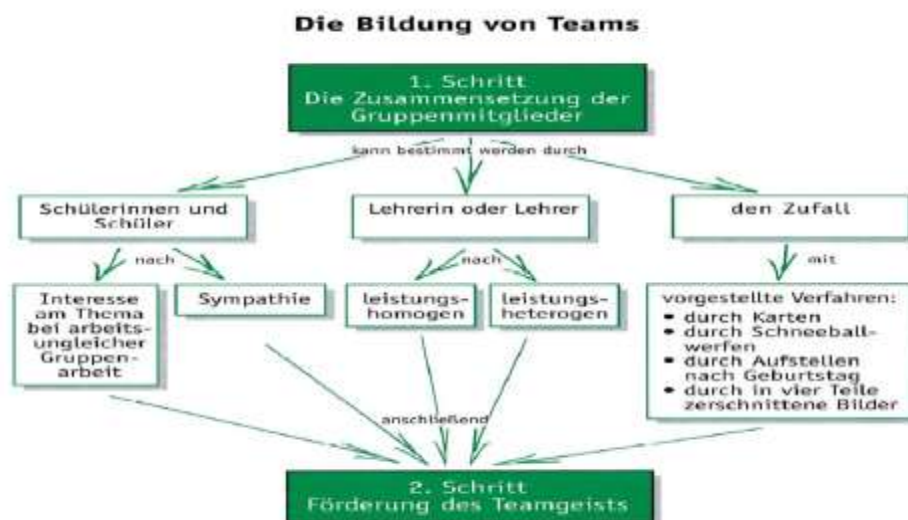 Die Bildung von Teams
1. Schritt
Die Zusammensetzung der
Gruppenmitglieder
kann bestimmt werden durch
Schülerinnen und
Schüler
Lehrerin oder Lehrer
den Zufall
nach
nach
mit
Interesse
am Thema
bei arbeits-
ungleicher
Gruppen-
arbeit
Sympathie
leistungs-
homogen
leistungs-
heterogen
vorgestellte Verfahren:
• durch Karten
• durch Schneeball-
werfen
• durch Aufstellen
nach Geburtstag
• durch in vier Teile
zerschnittene Bilder
anschließend
2. Schritt
Förderung des Teamgeists